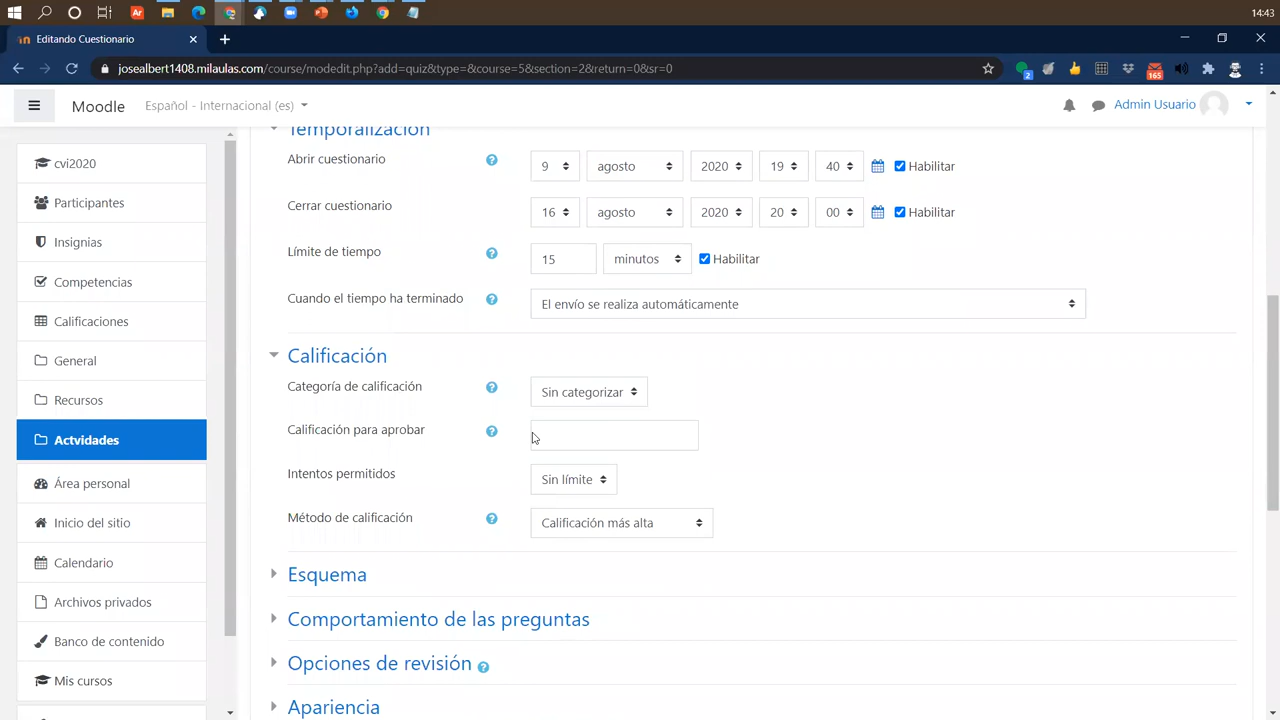 14:43
Editando Cuestionario
josealbert1408.milaulas.com/course/modedit.php?add=quiz&type=&course=5&section=2&return=0&sr=0
2
165
Moodle
Español - Internacional (es)
Admin Usuario
cvi2020
Participantes
Insignias
Competencias
Calificaciones
General
Recursos
Actvidades
Área personal
Inicio del sitio
Calendario
Archivos privados
Banco de contenido
Mis cursos
Temporalización
Abrir cuestionario
9 agosto 2020 19 40 Habilitar
Cerrar cuestionario
16 agosto 2020 20 00 Habilitar
Límite de tiempo
15 minutos Habilitar
Cuando el tiempo ha terminado
El envío se realiza automáticamente
Calificación
Categoría de calificación
Sin categorizar
Calificación para aprobar
Intentos permitidos
Sin límite
Método de calificación
Calificación más alta
Esquema
Comportamiento de las preguntas
Opciones de revisión
Apariencia